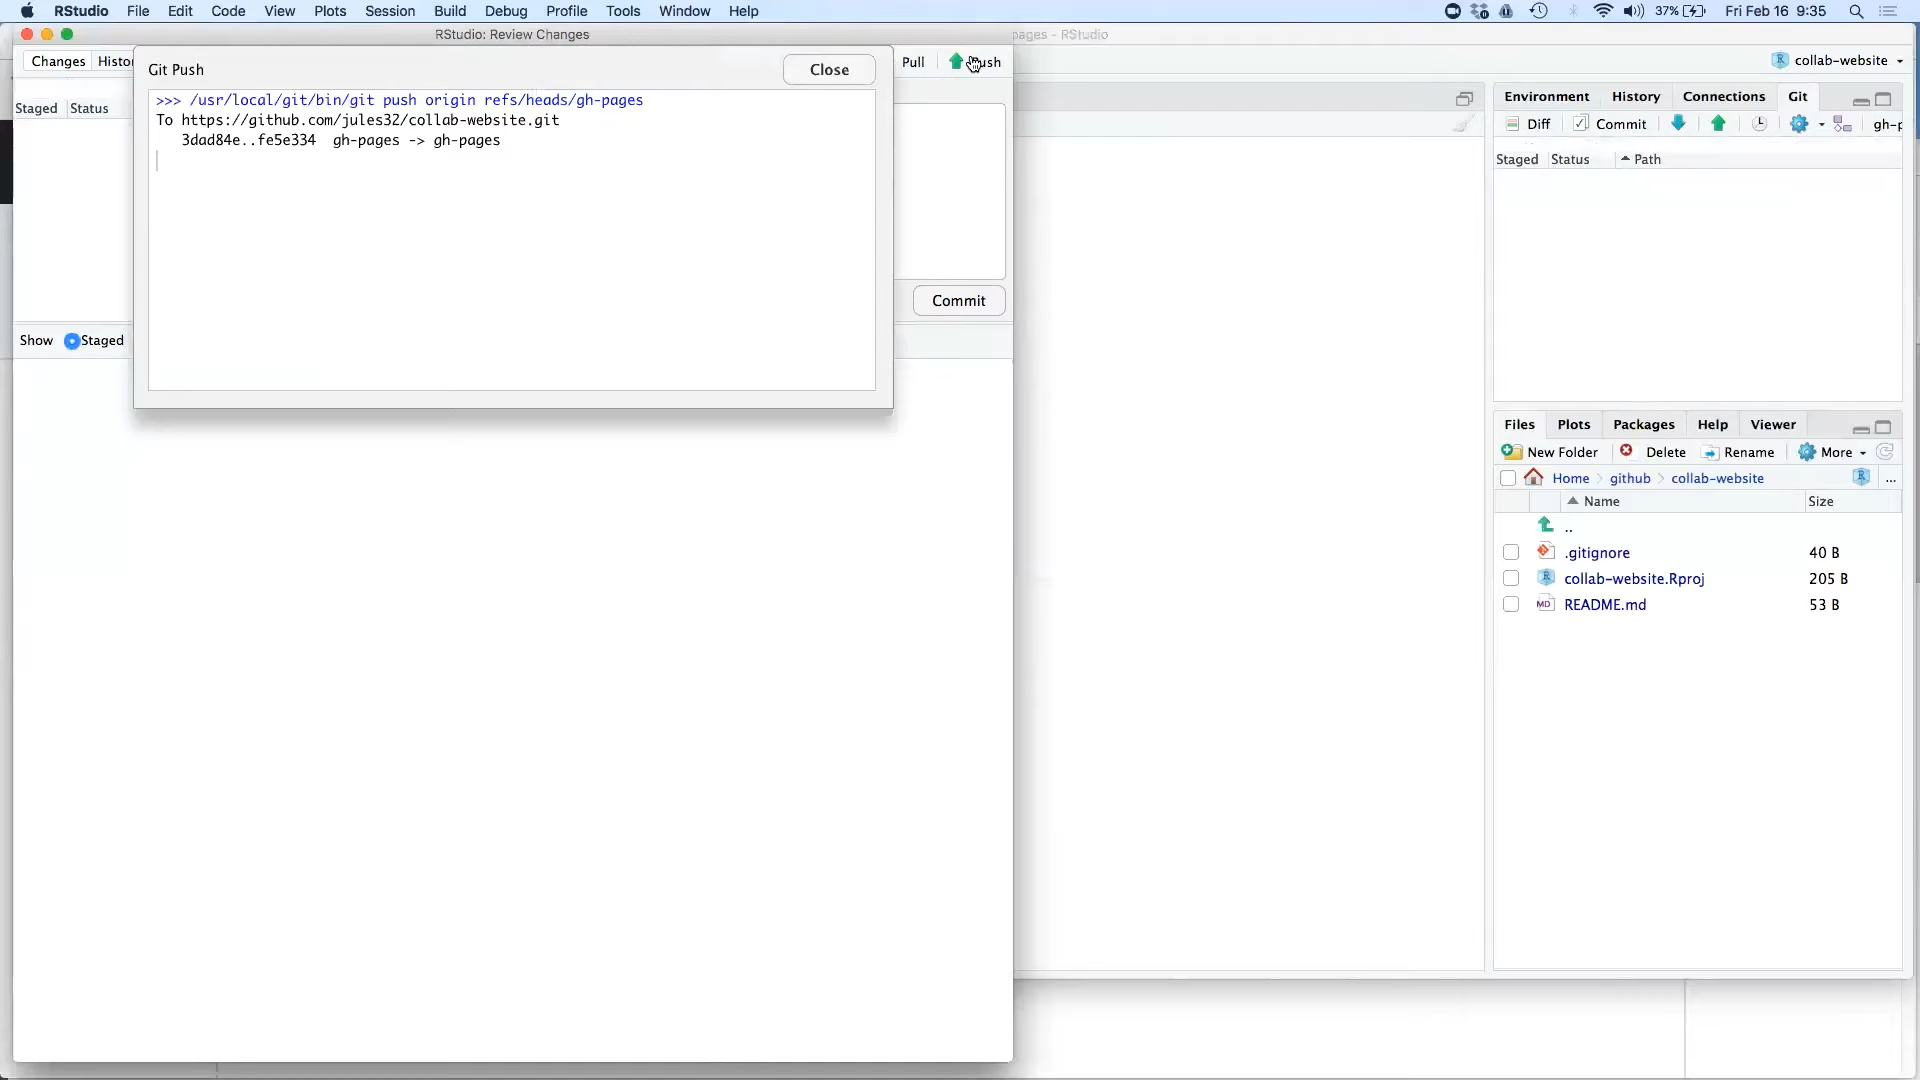 RStudio File Edit Code View Plots Session Build Debug Profile Tools Window Help 37% Fri Feb 16 9:35
RStudio: Review Changes
pages - RStudio
Changes Histo Pull Push
collab-website
Git Push Close
>>> /usr/local/git/bin/git push origin refs/heads/gh-pages
To https://github.com/jules32/collab-website.git
3dad84e..fe5e334 gh-pages -> gh-pages
Staged Status
Commit
Show Staged
Environment History Connections Git
Diff Commit gh-p
Staged Status Path
Files Plots Packages Help Viewer
New Folder Delete Rename More
Home github collab-website ...
Name Size
..
.gitignore 40 B
collab-website.Rproj 205 B
MD README.md 53 B